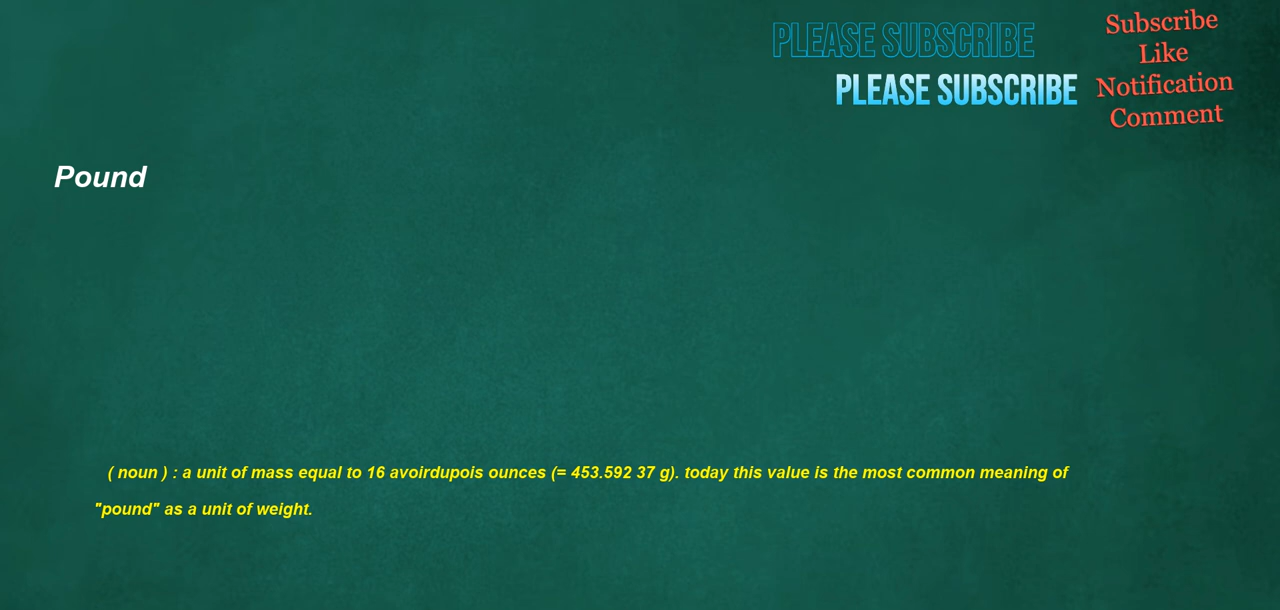 PLEASE SUBSCRIBE
PLEASE SUBSCRIBE
Subscribe
Like
Notification
Comment
Pound
( noun ) : a unit of mass equal to 16 avoirdupois ounces (= 453.592 37 g). today this value is the most common meaning of
"pound" as a unit of weight.